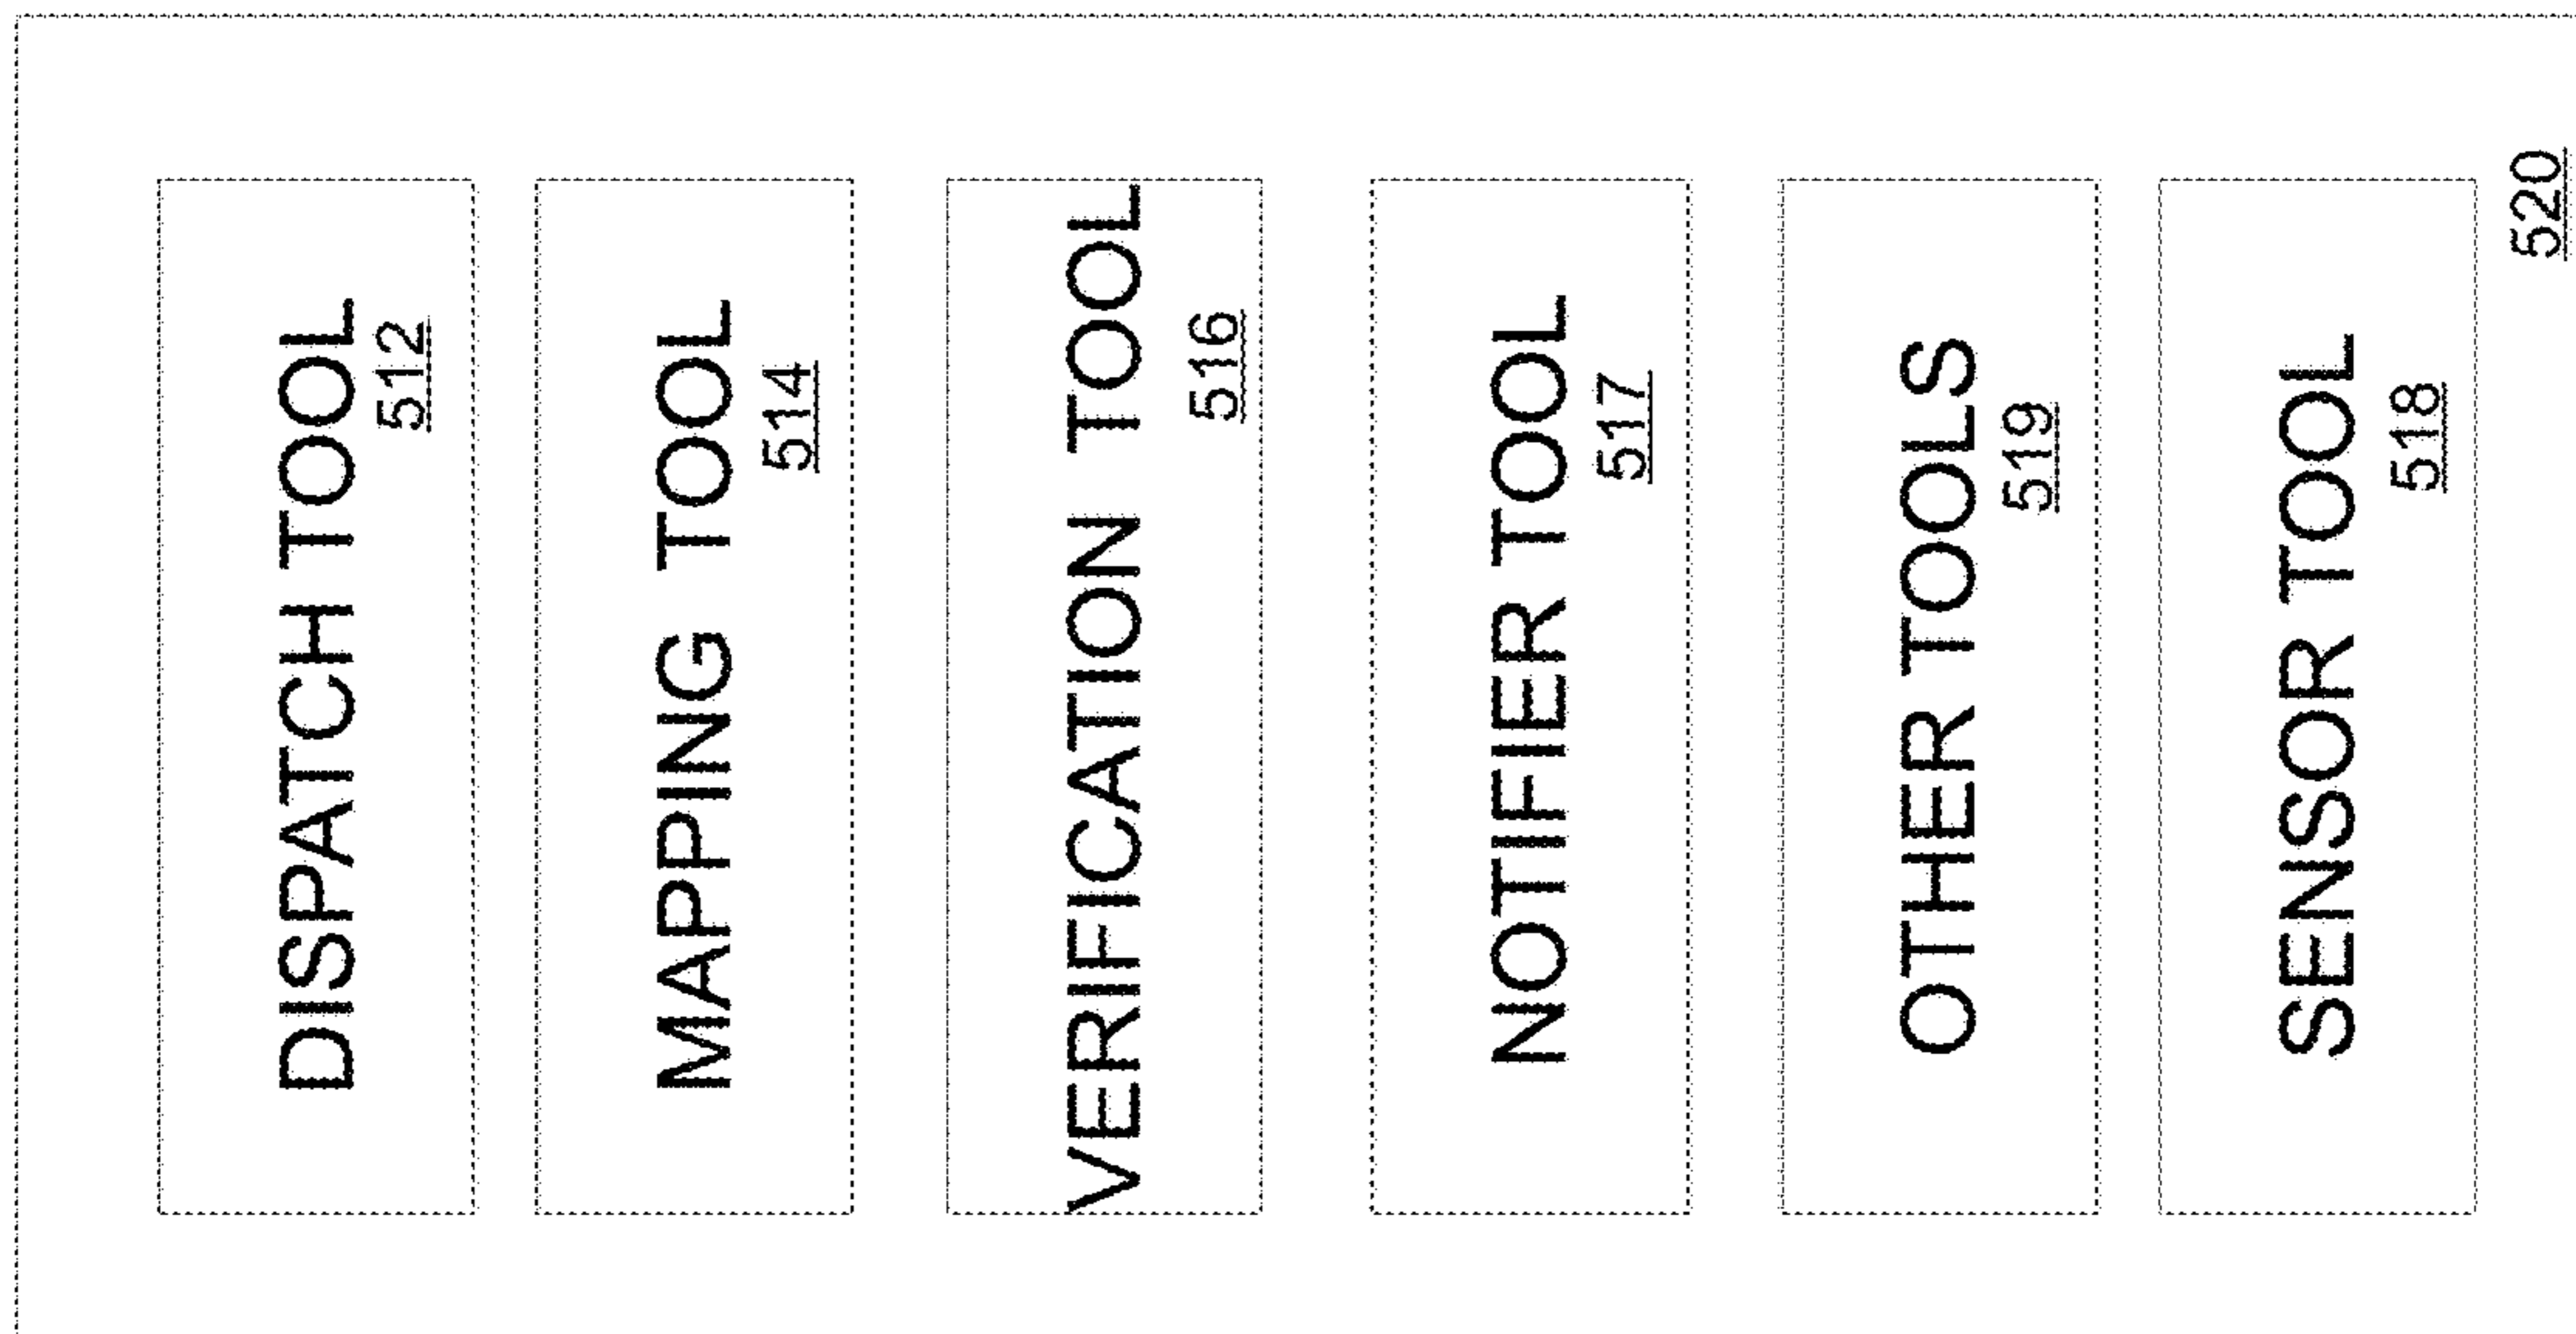 DISPATCH TOOL
512
MAPPING TOOL
514
VERIFICATION TOOL
516
NOTIFIER TOOL
517
OTHER TOOLS
519
SENSOR TOOL
518
520